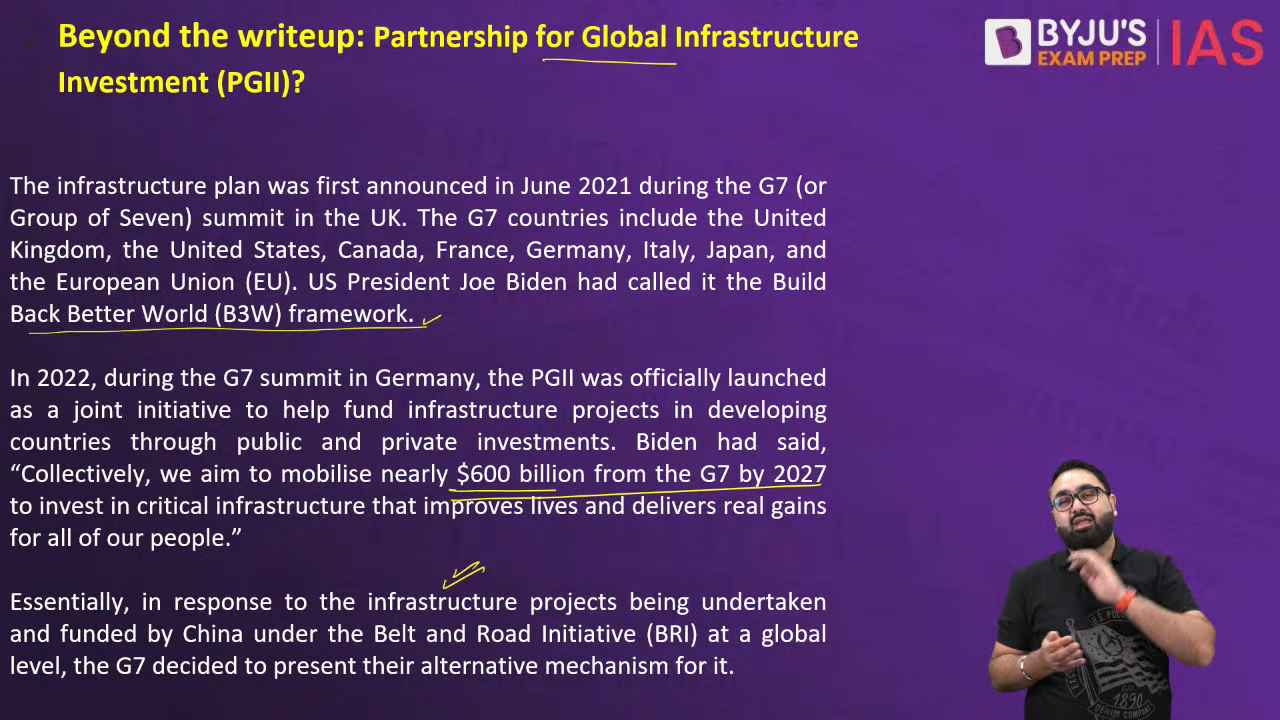 Beyond the writeup: Partnership for Global Infrastructure
Investment (PGII)?
BYJU'S
EXAM PREP
IAS
The infrastructure plan was first announced in June 2021 during the G7 (or
Group of Seven) summit in the UK. The G7 countries include the United
Kingdom, the United States, Canada, France, Germany, Italy, Japan, and
the European Union (EU). US President Joe Biden had called it the Build
Back Better World (B3W) framework.
In 2022, during the G7 summit in Germany, the PGII was officially launched
as a joint initiative to help fund infrastructure projects in developing
countries through public and private investments. Biden had said,
“Collectively, we aim to mobilise nearly $600 billion from the G7 by 2027
to invest in critical infrastructure that improves lives and delivers real gains
for all of our people.”
Essentially, in response to the infrastructure projects being undertaken
and funded by China under the Belt and Road Initiative (BRI) at a global
level, the G7 decided to present their alternative mechanism for it.
1890
DENIM COMPANY